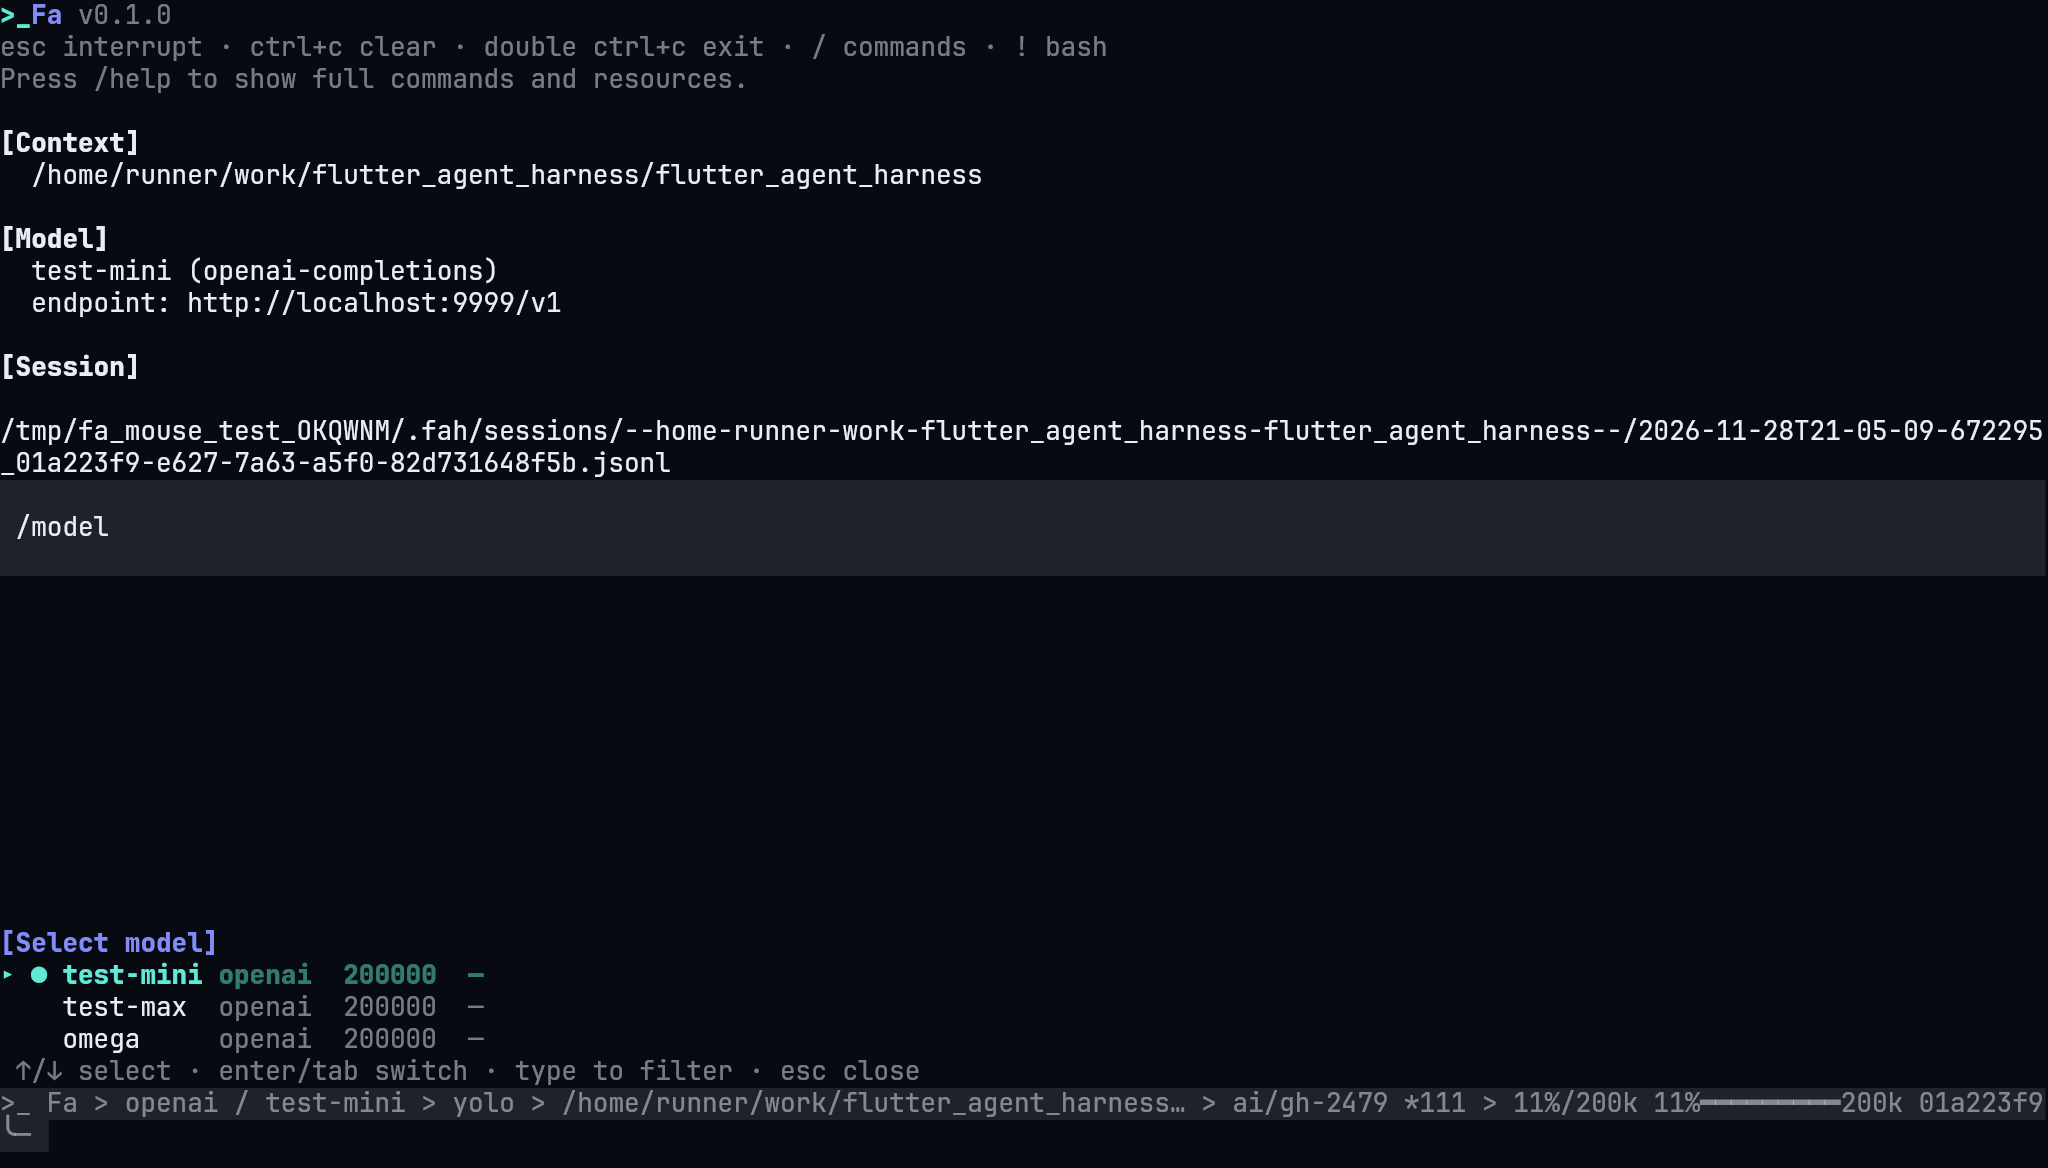 >_Fa v0.1.0
esc interrupt · ctrl+c clear · double ctrl+c exit · / commands · ! bash
Press /help to show full commands and resources.
[Context]
/home/runner/work/flutter_agent_harness/flutter_agent_harness
[Model]
test-mini (openai-completions)
endpoint: http://localhost:9999/v1
[Session]
/tmp/fa_mouse_test_OKQWNM/.fah/sessions/--home-runner-work-flutter_agent_harness-flutter_agent_harness--/2026-11-28T21-05-09-672295
_01a223f9-e627-7a63-a5f0-82d731648f5b.jsonl
/model
[Select model]
▸ ● test-mini openai 200000 —
test-max openai 200000 —
omega openai 200000 —
↑/↓ select · enter/tab switch · type to filter · esc close
>_ Fa > openai / test-mini > yolo > /home/runner/work/flutter_agent_harness… > ai/gh-2479 *111 > 11%/200k 11%━━━━━━━━━200k 01a223f9